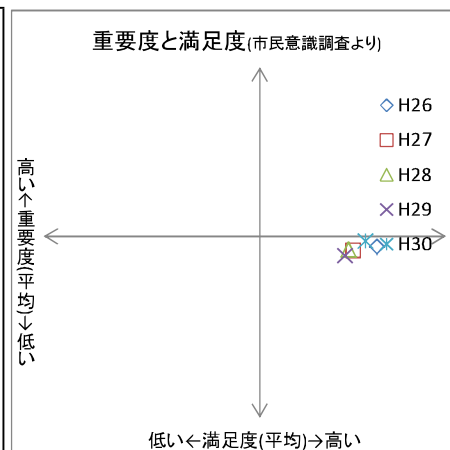 重要度と満足度(市民意識調査より)
H26
H27
H28
H29
H30
高い↑重要度(平均)↓低い
低い←満足度(平均)→高い